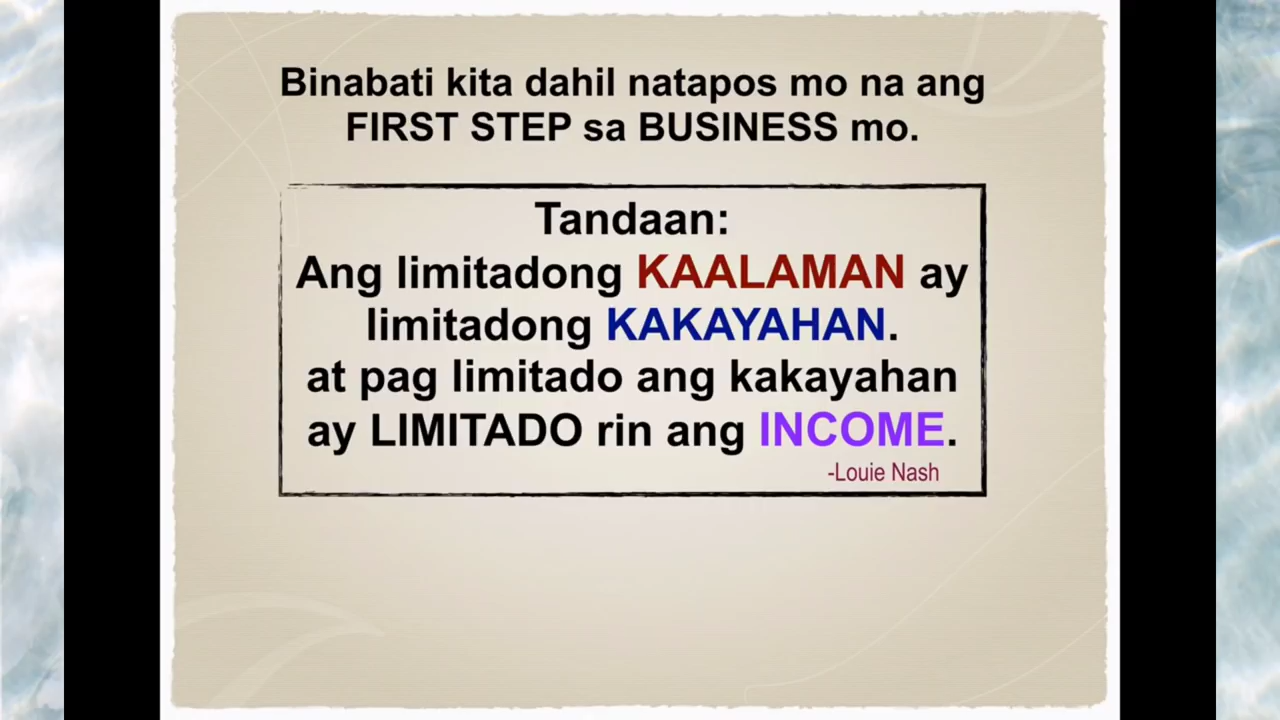 Binabati kita dahil natapos mo na ang
FIRST STEP sa BUSINESS mo.
Tandaan:
Ang limitadong KAALAMAN ay
limitadong KAKAYAHAN.
at pag limitado ang kakayahan
ay LIMITADO rin ang INCOME.
-Louie Nash